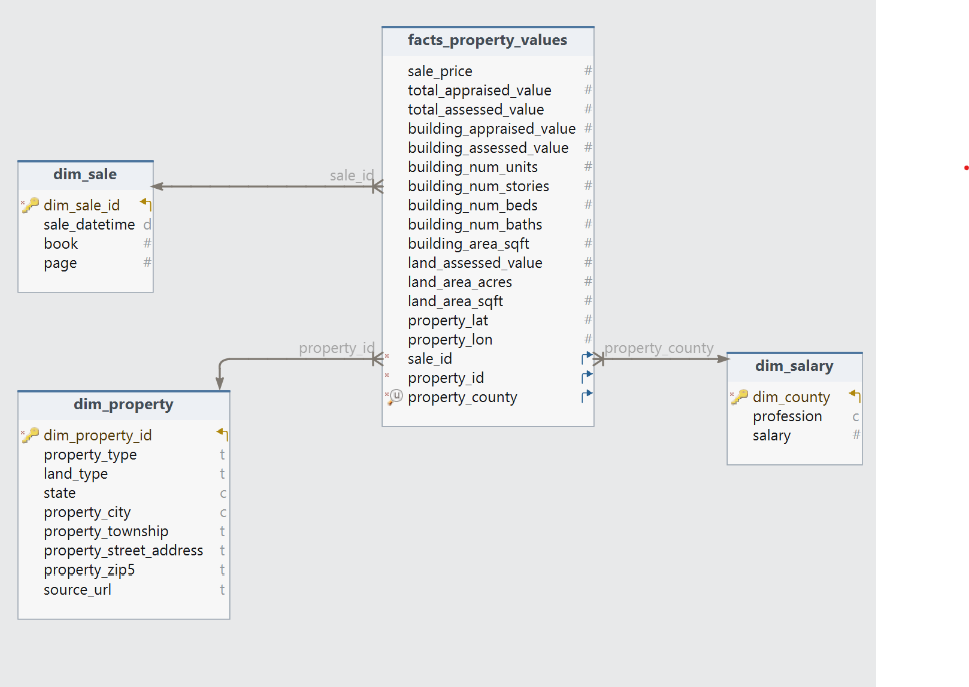 facts_property_values
sale_price #
total_appraised_value #
total_assessed_value #
building_appraised_value #
building_assessed_value #
building_num_units #
building_num_stories #
building_num_beds #
building_num_baths #
building_area_sqft #
land_assessed_value #
land_area_acres #
land_area_sqft #
property_lat #
property_lon #
sale_id
property_id
u property_county
dim_sale
dim_sale_id
sale_datetime d
book #
page #
sale_id
property_id
property_county
dim_property
dim_property_id
property_type t
land_type t
state c
property_city c
property_township t
property_street_address t
property_zip5 t
source_url t
dim_salary
dim_county
profession c
salary #